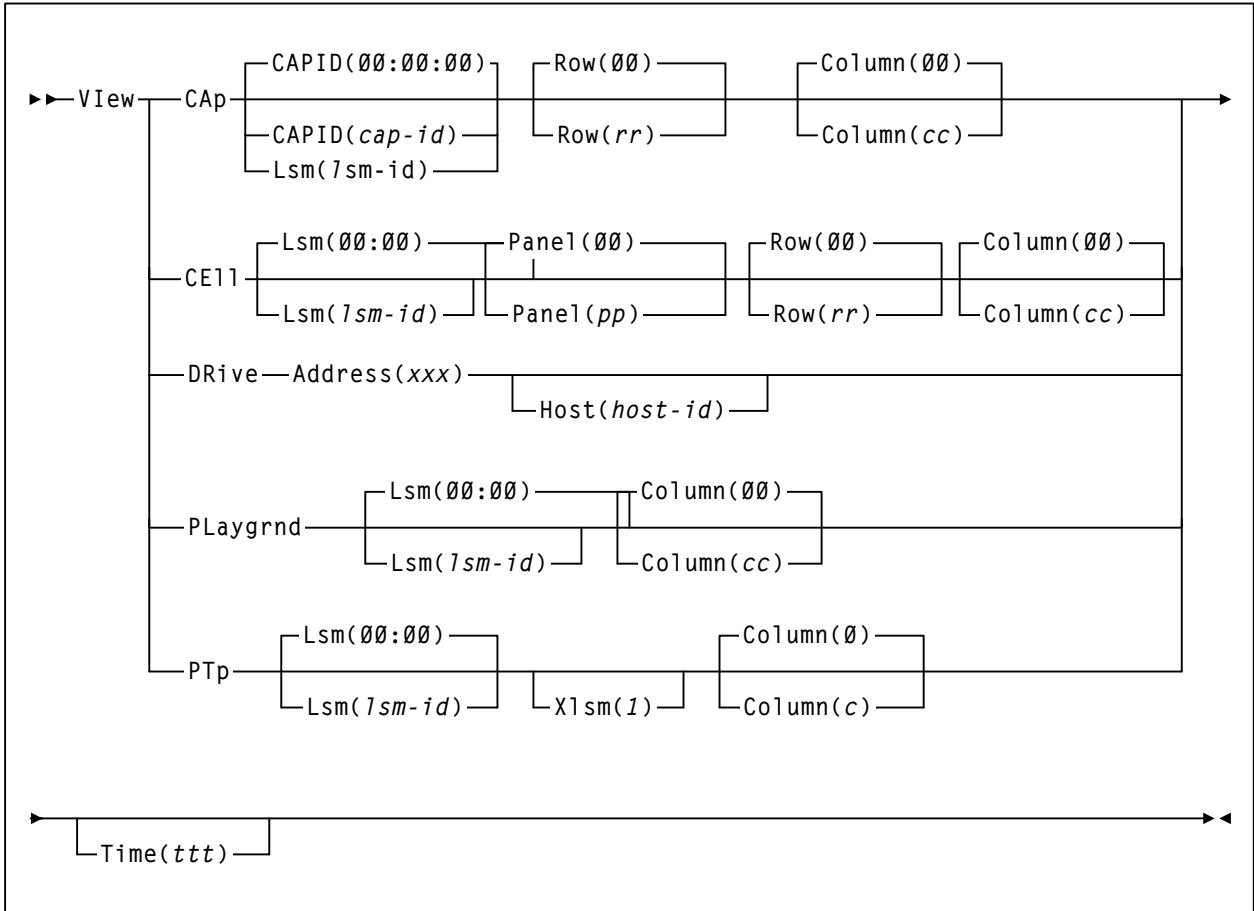 CAPID(00:00:00) Row(00) Column(00)
VIew CAp
CAPID(cap-id) Row(rr) Column(cc)
Lsm(lsm-id)
Lsm(00:00) Panel(00) Row(00) Column(00)
CEll
Lsm(lsm-id) Panel(pp) Row(rr) Column(cc)
DRive Address(xxx)
Host(host-id)
Lsm(00:00) Column(00)
PLaygrnd
Lsm(lsm-id) Column(cc)
Lsm(00:00) Column(0)
PTp
Lsm(lsm-id) Xlsm(l) Column(c)
Time(ttt)